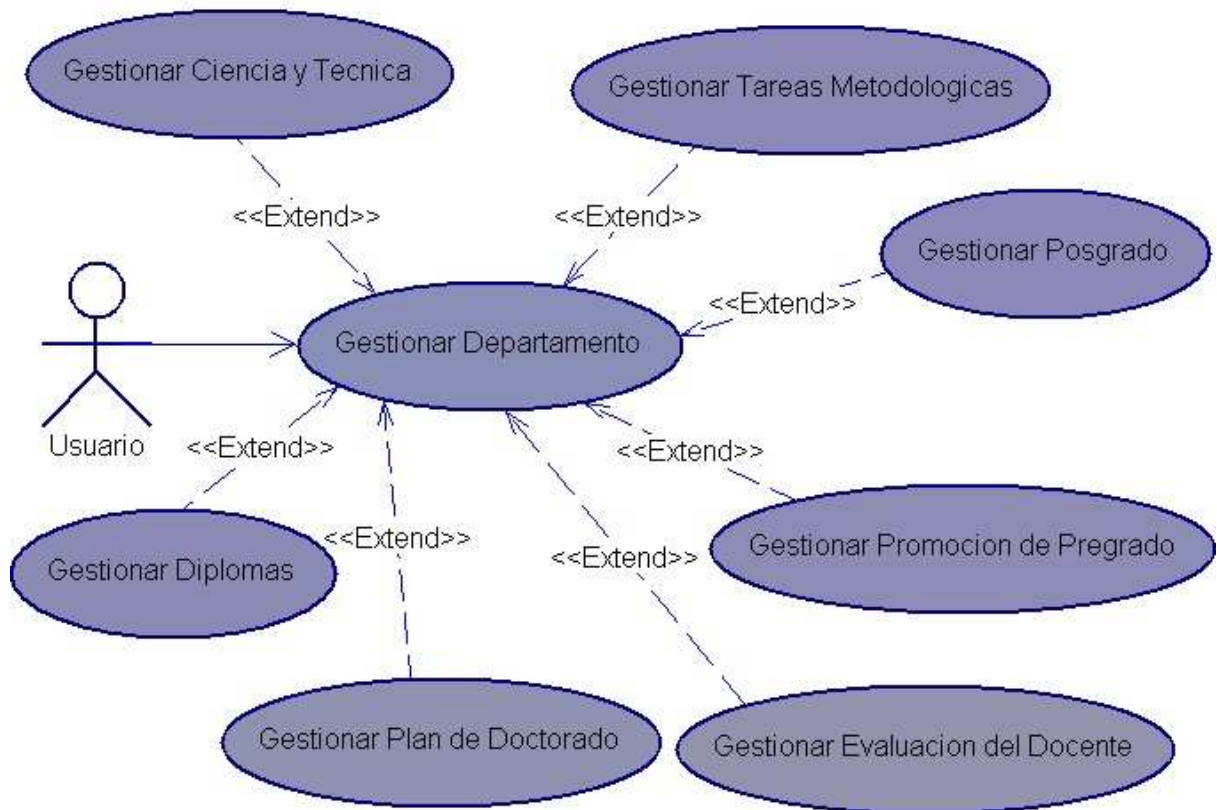 Gestionar Ciencia y Tecnica
Gestionar Tareas Metodologicas
<<Extend>>
<<Extend>>
Gestionar Posgrado
<<Extend>>
Gestionar Departamento
Usuario
<<Extend>>
<<Extend>>
<<Extend>>
<<Extend>>
Gestionar Diplomas
Gestionar Promocion de Pregrado
Gestionar Plan de Doctorado
Gestionar Evaluacion del Docente